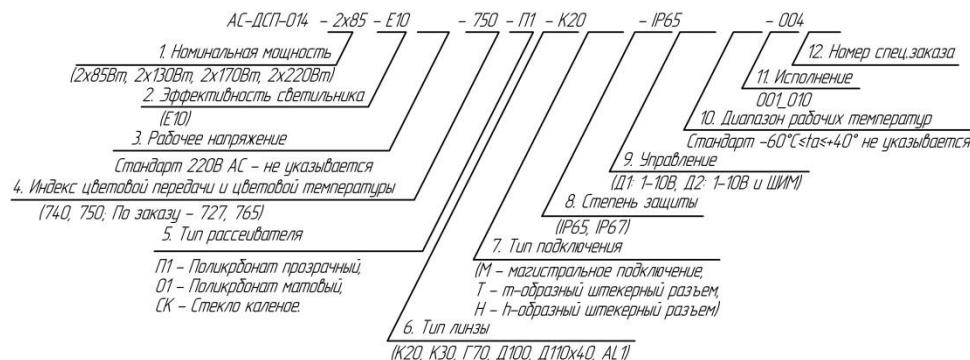 АС-ДСП-014 - 2х85 - Е10 - 750 - П1 - К20 - IP65 - 004
1. Номинальная мощность
(2х85Вт, 2х130Вт, 2х170Вт, 2х220Вт)
2. Эффективность светильника
(Е10)
3. Рабочее напряжение
Стандарт 220В АС – не указывается
4. Индекс цветовой передачи и цветовой температуры
(740, 750; По заказу – 727, 765)
5. Тип рассеивателя
П1 – Поликрбонат прозрачный,
О1 – Поликрбонат матовый,
СК – Стекло каленое.
6. Тип линзы
(К20, К30, Г70, Д100, Д110х40, AL1)
7. Тип подключения
(М – магистральное подключение,
Т – т-образный штекерный разъем,
Н – h-образный штекерный разъем)
8. Степень защиты
(IP65, IP67)
9. Управление
(Д1: 1-10В, Д2: 1-10В и ШИМ)
10. Диапазон рабочих температур
Стандарт -60°С≤ta≤+40° не указывается
11. Исполнение
001_010
12. Номер спец.заказа